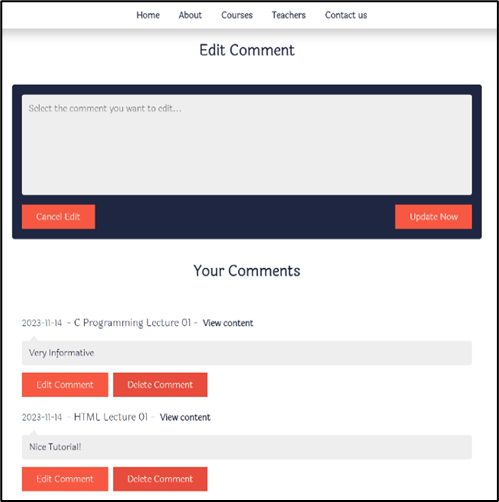 Home About Courses Teachers Contact us
Edit Comment
Select the comment you want to edit...
Cancel Edit Update Now
Your Comments
2023-11-14 - C Programming Lecture 01 - View content
Very Informative
Edit Comment Delete Comment
2023-11-14 - HTML Lecture 01 - View content
Nice Tutorial!
Edit Comment Delete Comment